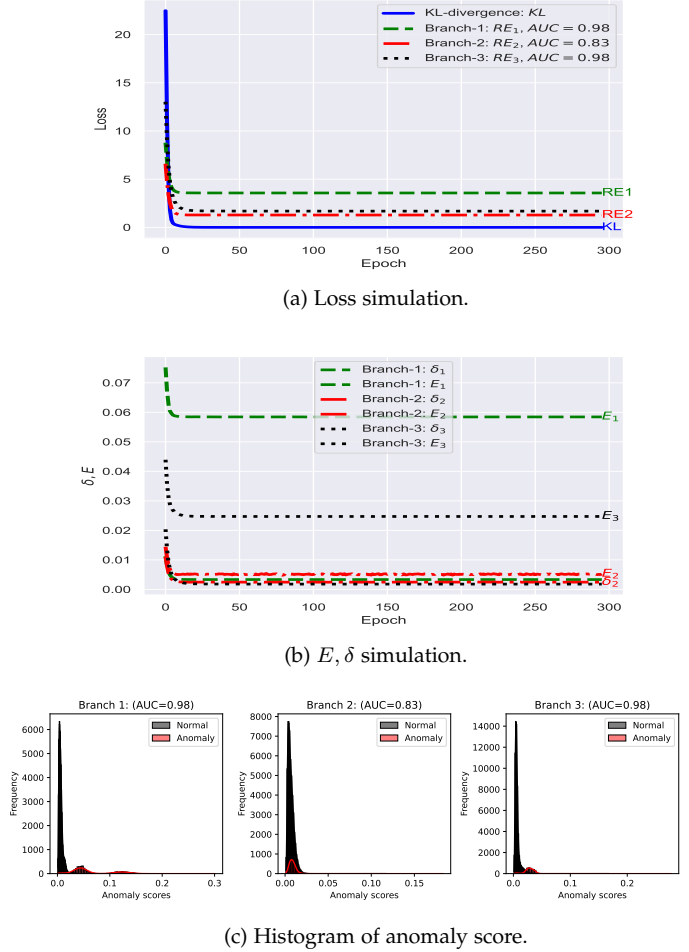 20
15
10
5
0
Loss
KL-divergence: KL
Branch-1: RE₁, AUC = 0.98
Branch-2: RE₂, AUC = 0.83
Branch-3: RE₃, AUC = 0.98
RE1
RE2
KL
0 50 100 150 200 250 300
Epoch
(a) Loss simulation.
0.07
0.06
0.05
0.04
0.03
0.02
0.01
0.00
δ, E
Branch-1: δ₁
Branch-1: E₁
Branch-2: δ₂
Branch-2: E₂
Branch-3: δ₃
Branch-3: E₃
E₁
E₃
E₂
δ₂
0 50 100 150 200 250 300
Epoch
(b) E, δ simulation.
Branch 1: (AUC=0.98)
Normal
Anomaly
6000
5000
4000
3000
2000
1000
0
Frequency
0.0 0.1 0.2 0.3
Anomaly scores
Branch 2: (AUC=0.83)
Normal
Anomaly
8000
7000
6000
5000
4000
3000
2000
1000
0
Frequency
0.00 0.05 0.10 0.15
Anomaly scores
Branch 3: (AUC=0.98)
Normal
Anomaly
14000
12000
10000
8000
6000
4000
2000
0
Frequency
0.0 0.1 0.2
Anomaly scores
(c) Histogram of anomaly score.